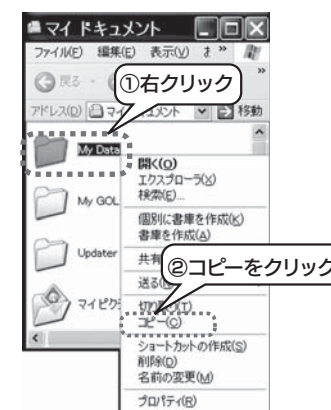 マイ ドキュメント
ファイル(F) 編集(E) 表示(V) ま »
戻る
»
①右クリック
アドレス(D)
移動
My Data
開く(O)
エクスプローラ(X)
検索(E)...
My GOL
個別に書庫を作成(K)
書庫を作成(A)
Updater
共有
②コピーをクリック
送る
マイピク
コピー(C)
ショートカットの作成(S)
削除(D)
名前の変更(M)
プロパティ(R)